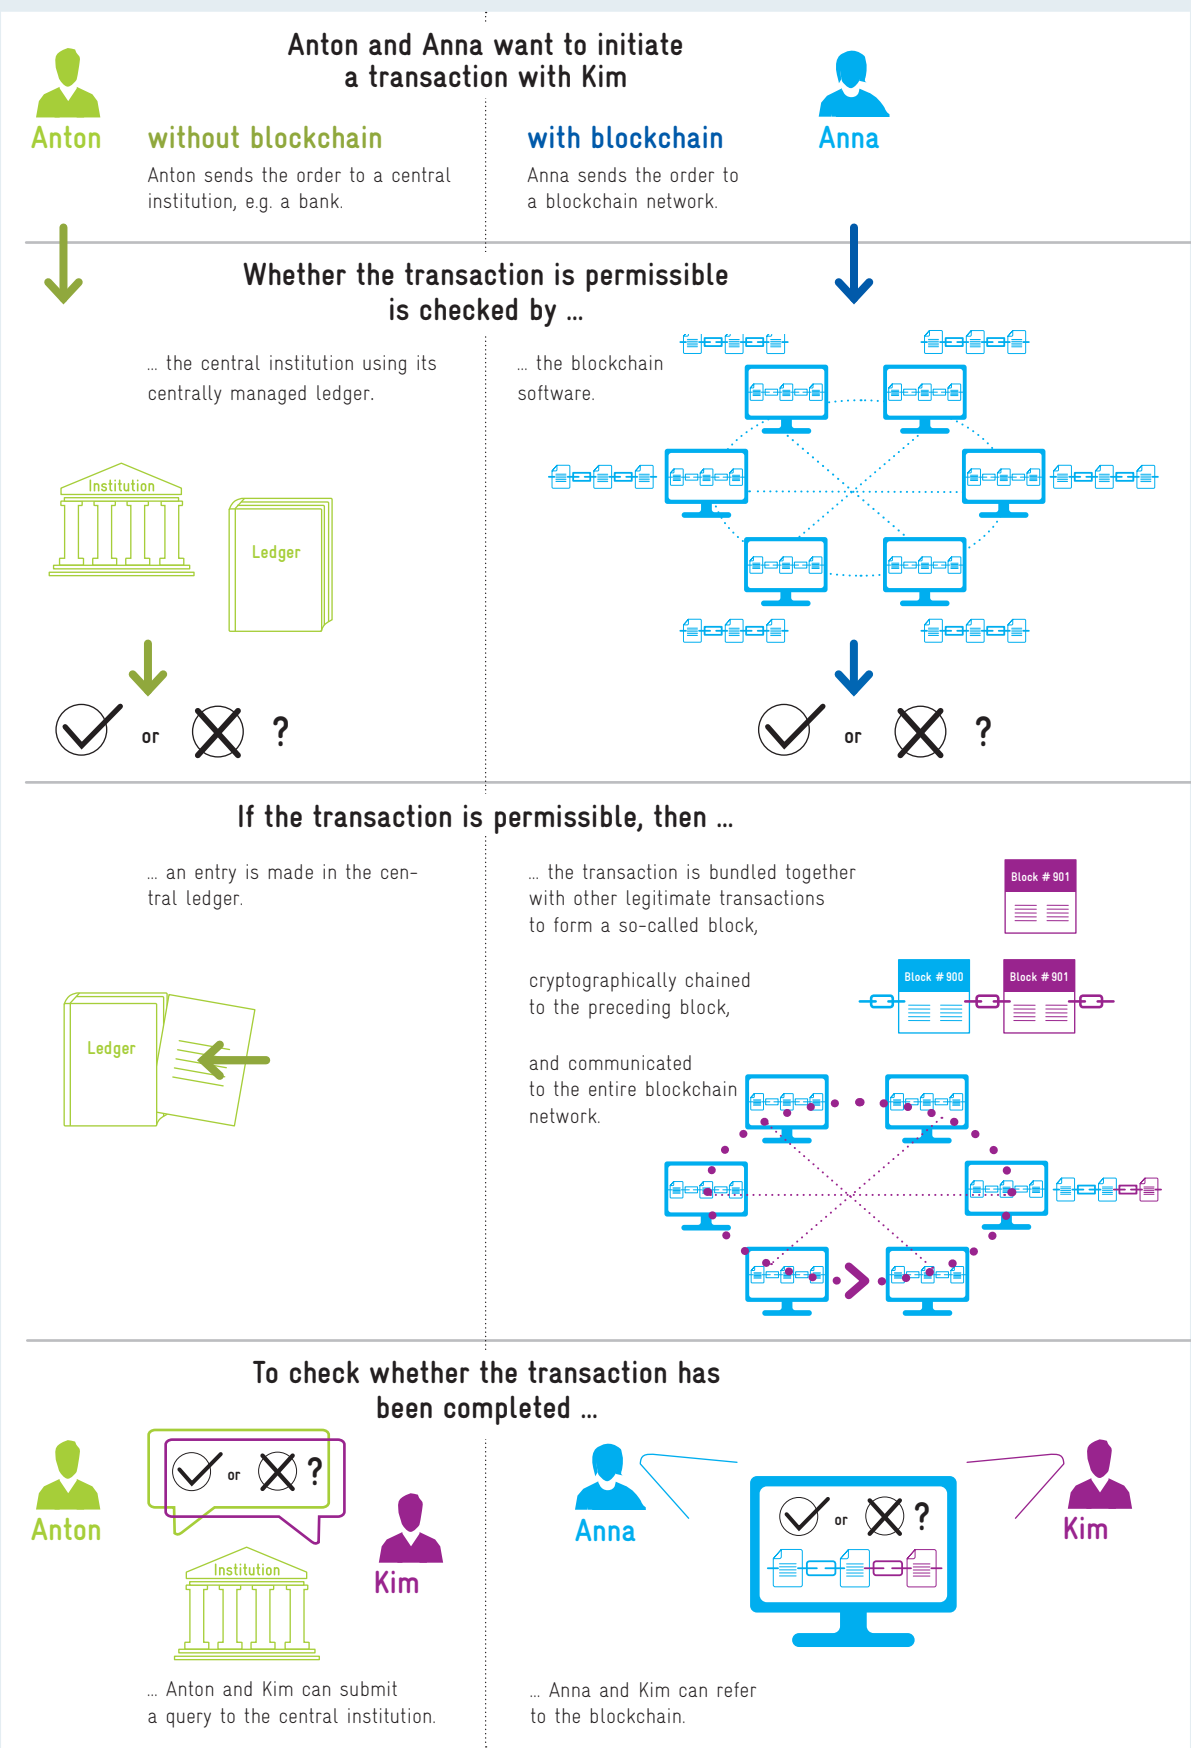 Anton and Anna want to initiate
a transaction with Kim
Anton
without blockchain
Anton sends the order to a central
institution, e.g. a bank.
with blockchain
Anna sends the order to
a blockchain network.
Anna
Whether the transaction is permissible
is checked by ...
... the central institution using its
centrally managed ledger.
Institution
Ledger
or
?
... the blockchain
software.
or
?
If the transaction is permissible, then ...
... an entry is made in the cen-
tral ledger.
Ledger
... the transaction is bundled together
with other legitimate transactions
to form a so-called block,
Block # 901
cryptographically chained
to the preceding block,
Block # 900
Block # 901
and communicated
to the entire blockchain
network.
To check whether the transaction has
been completed ...
Anton
or
?
Kim
Institution
... Anton and Kim can submit
a query to the central institution.
Anna
or
?
Kim
... Anna and Kim can refer
to the blockchain.